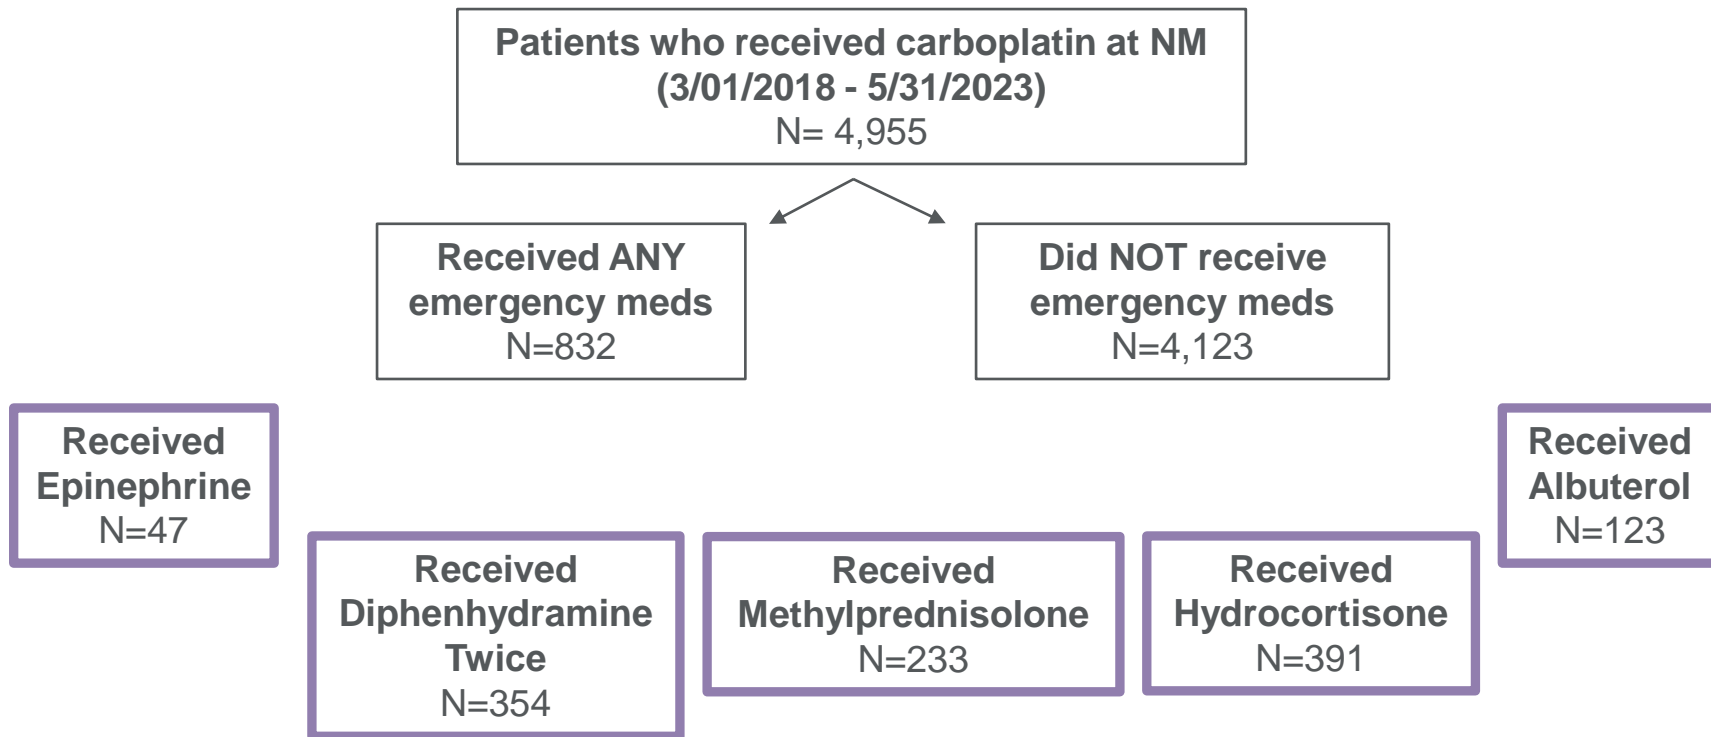 Patients who received carboplatin at NM
(3/01/2018 - 5/31/2023)
N= 4,955
Received ANY
emergency meds
N=832
Did NOT receive
emergency meds
N=4,123
Received
Epinephrine
N=47
Received
Diphenhydramine
Twice
N=354
Received
Methylprednisolone
N=233
Received
Hydrocortisone
N=391
Received
Albuterol
N=123